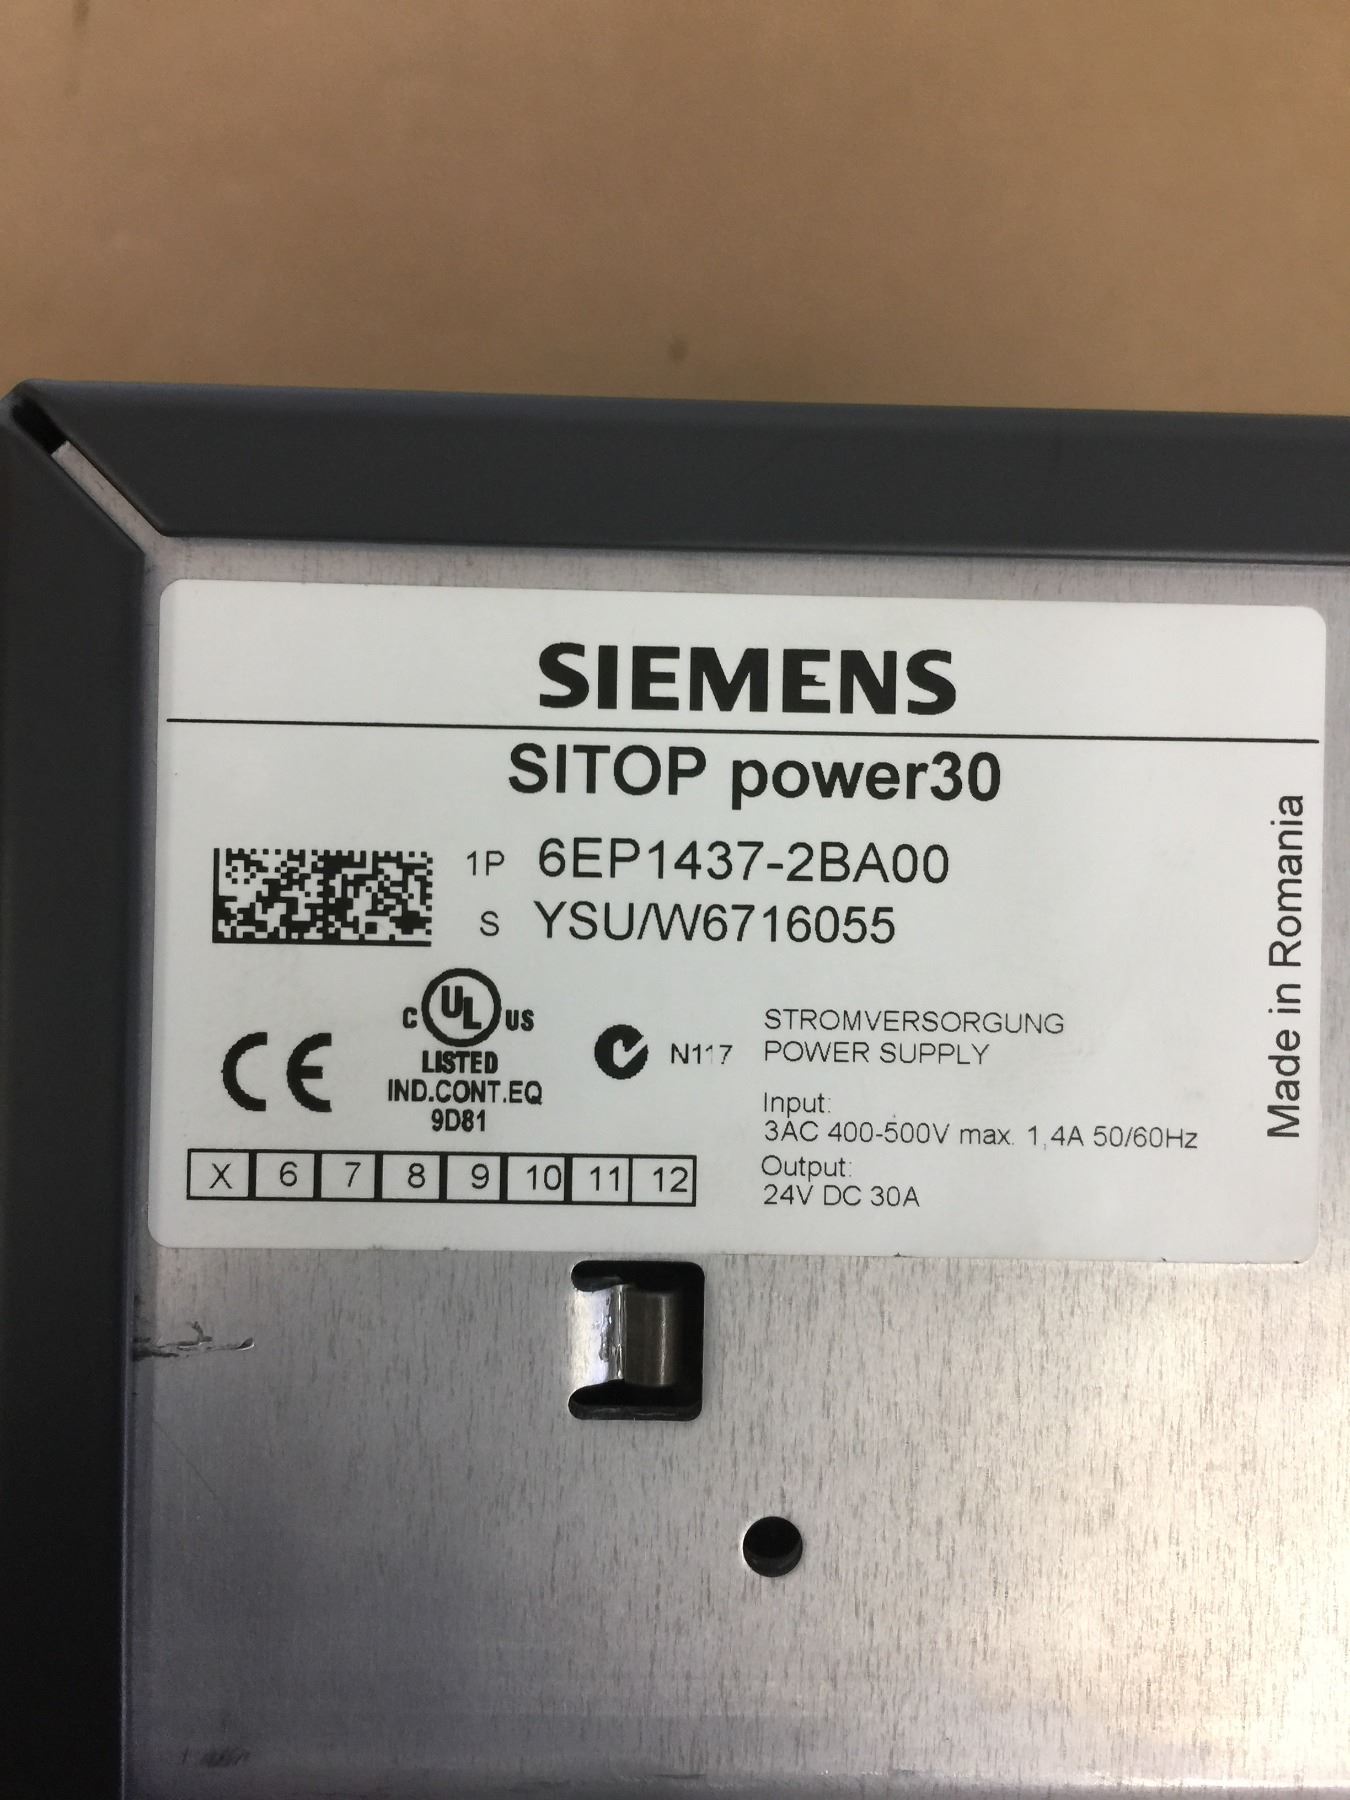 SIEMENS
SITOP power30
1P 6EP1437-2BA00
S YSU/W6716055
CE
C UL US
LISTED
IND.CONT.EQ
9D81
N117
STROMVERSORGUNG
POWER SUPPLY
Input:
3AC 400-500V max. 1,4A 50/60Hz
Output:
24V DC 30A
X 6 7 8 9 10 11 12
Made in Romania